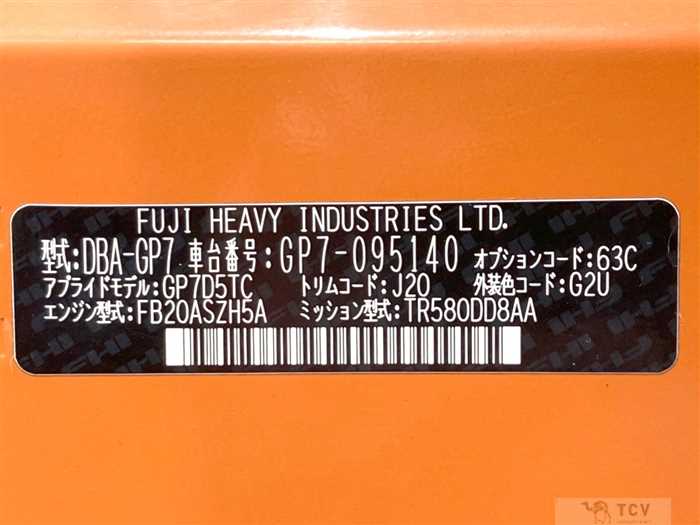 FUJI HEAVY INDUSTRIES LTD.
型式:DBA-GP7 車台番号:GP7-095140 オプションコード:63C
アプライドモデル:GP7D5TC トリムコード:J20 外装色コード:G2U
エンジン型式:FB20ASZH5A ミッション型式:TR580DD8AA
TCV